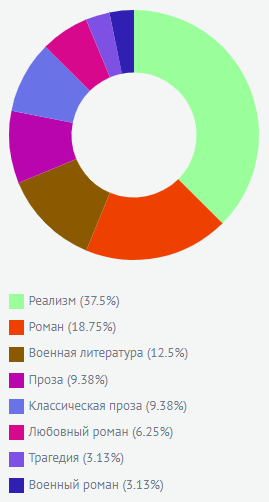 Реализм (37.5%)
Роман (18.75%)
Военная литература (12.5%)
Проза (9.38%)
Классическая проза (9.38%)
Любовный роман (6.25%)
Трагедия (3.13%)
Военный роман (3.13%)